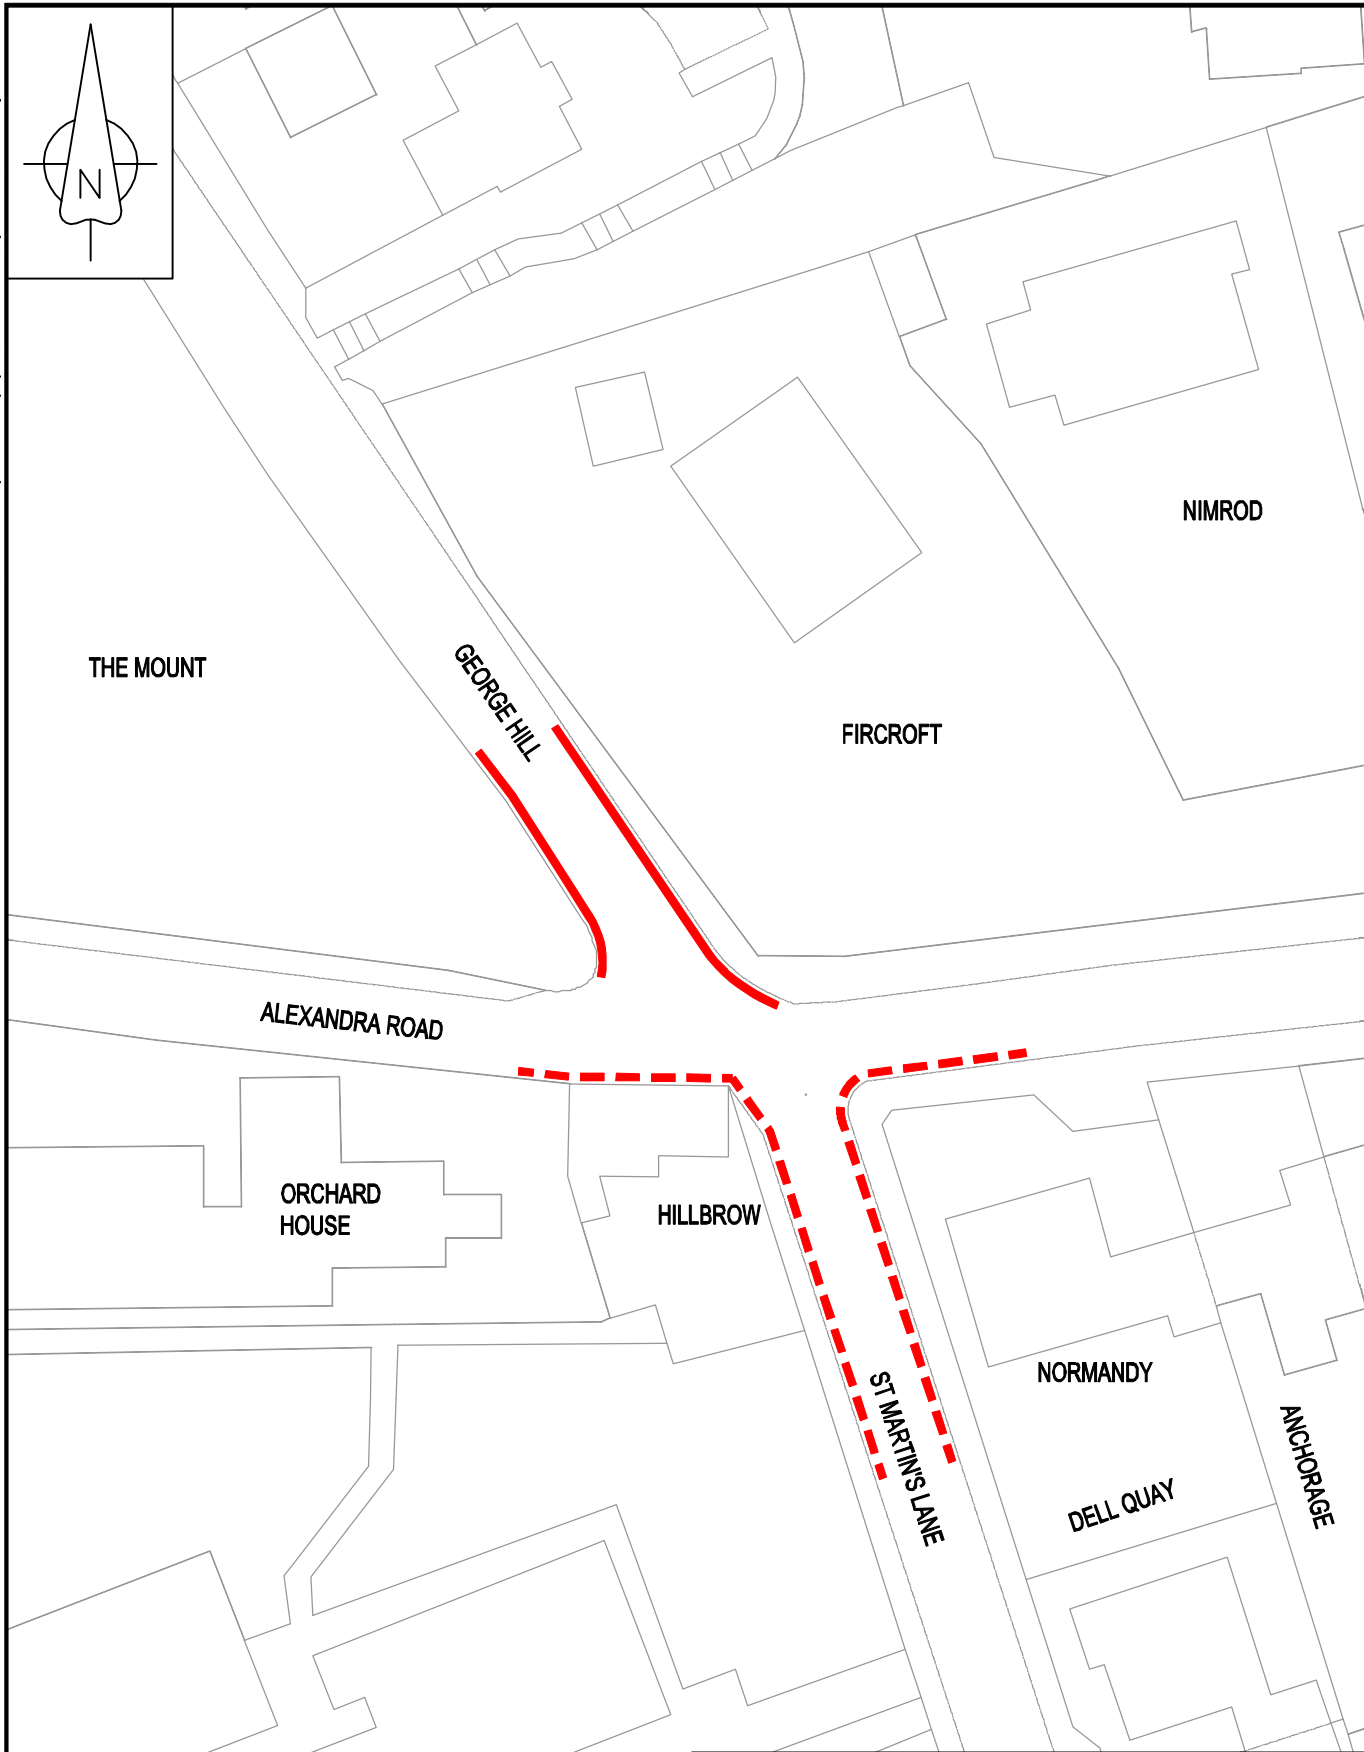 N
NIMROD
THE MOUNT
GEORGE HILL
FIRCROFT
ALEXANDRA ROAD
ORCHARD
HOUSE
HILLBROW
NORMANDY
ST MARTIN'S LANE
ANCHORAGE
DELL QUAY